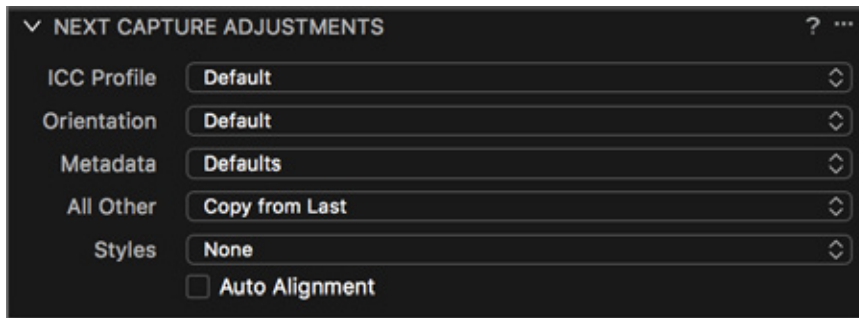 NEXT CAPTURE ADJUSTMENTS ? ...
ICC Profile Default
Orientation Default
Metadata Defaults
All Other Copy from Last
Styles None
Auto Alignment